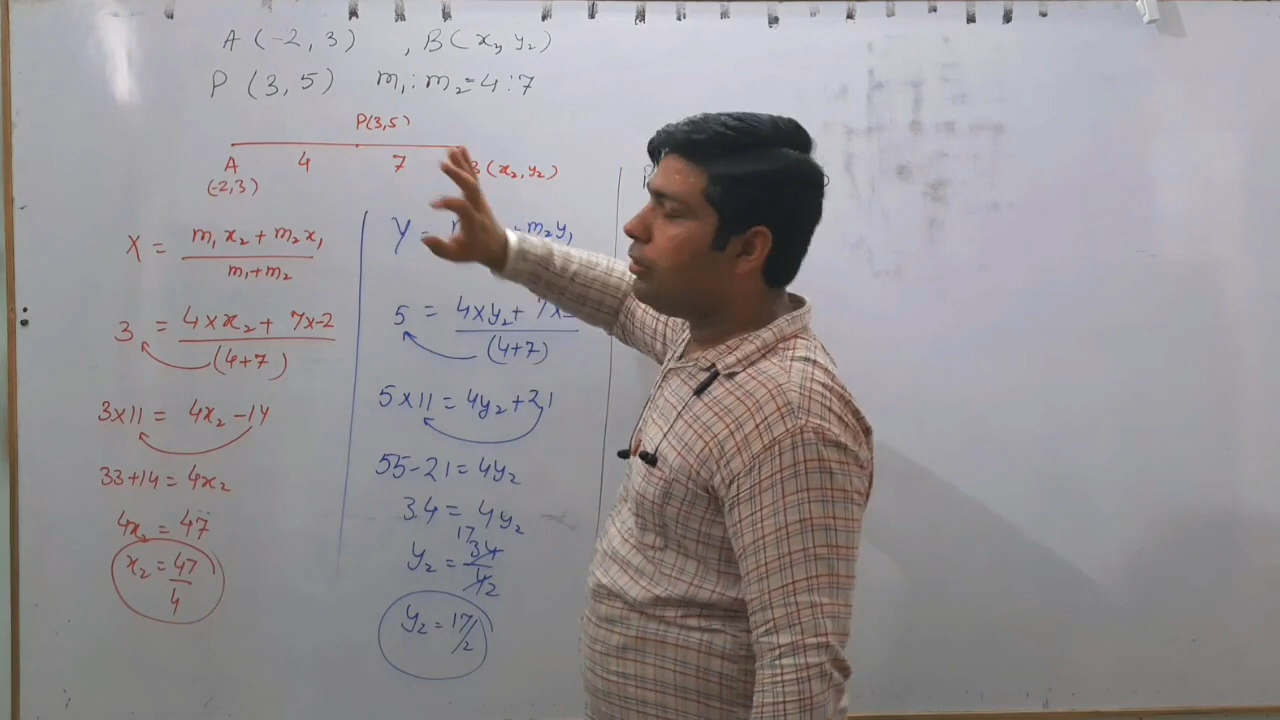 A (-2, 3) , B( x₂, y₂)
P (3, 5) m₁:m₂=4:7
P(3,5)
A 4 7 B(x₂, y₂)
(-2,3)
X = m₁x₂+m₂x₁ / m₁+m₂
3 = 4×x₂+ 7×-2 / (4+7)
3×11 = 4x₂ -14
33+14 = 4x₂
4x₂ = 47
x₂ = 47/4
Y = + m₂y₁
5 = 4×y₂+ 7× / (4+7)
5×11 = 4y₂+21
55-21=4y₂
34 = 4y₂
17
y₂ = 34/4 2
y₂ = 17/2